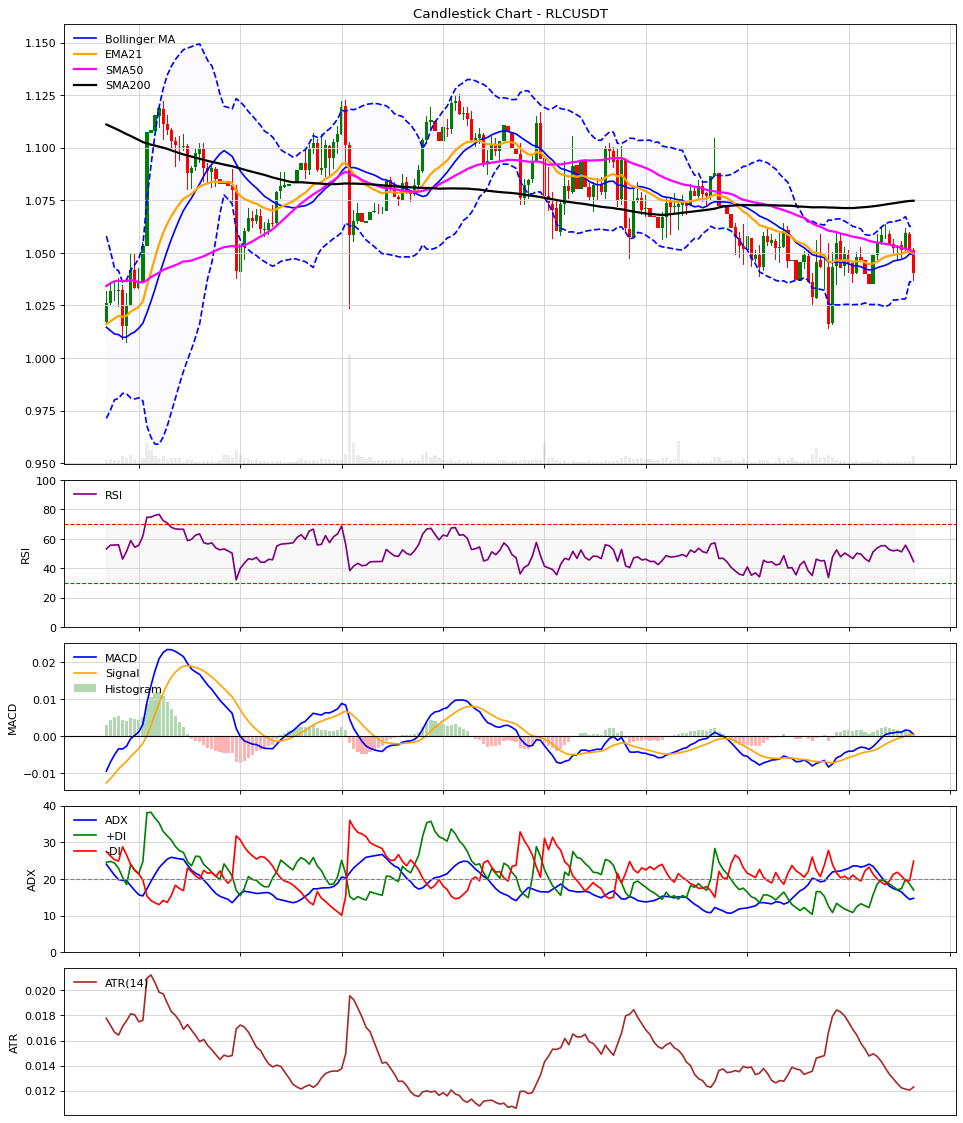 Candlestick Chart - RLCUSDT
Bollinger MA
EMA21
SMA50
SMA200
1.150
1.125
1.100
1.075
1.050
1.025
1.000
0.975
0.950
RSI
RSI
100
80
60
40
20
0
MACD
Signal
Histogram
MACD
0.02
0.01
0.00
−0.01
ADX
+DI
-DI
ADX
40
30
20
10
0
ATR(14)
ATR
0.020
0.018
0.016
0.014
0.012